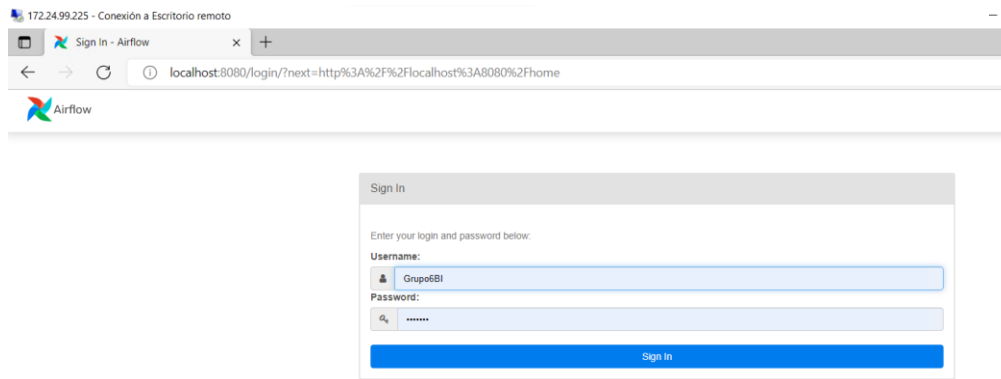 172.24.99.225 - Conexión a Escritorio remoto
Sign In - Airflow
localhost:8080/login/?next=http%3A%2F%2Flocalhost%3A8080%2Fhome
Airflow
Sign In
Enter your login and password below:
Username:
Grupo6BI
Password:
•••••••
Sign In